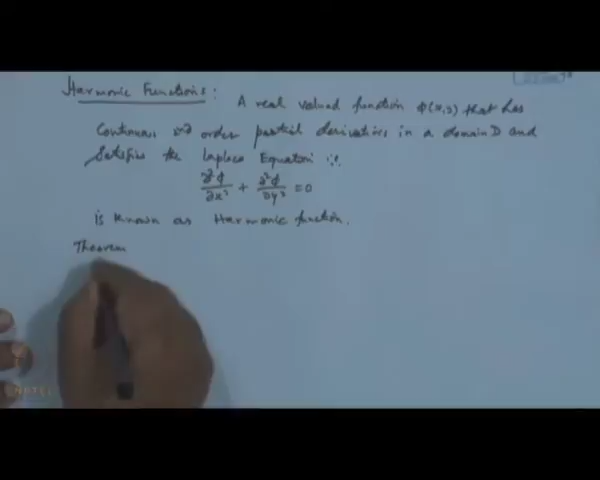 Harmonic Functions : A real valued function φ(x,y) that has
Continuous 2nd order partial derivatives in a domain D and
Satisfies the Laplace Equation i.e.
∂²φ/∂x² + ∂²φ/∂y² = 0
is known as Harmonic function.
Theorem
NPTEL